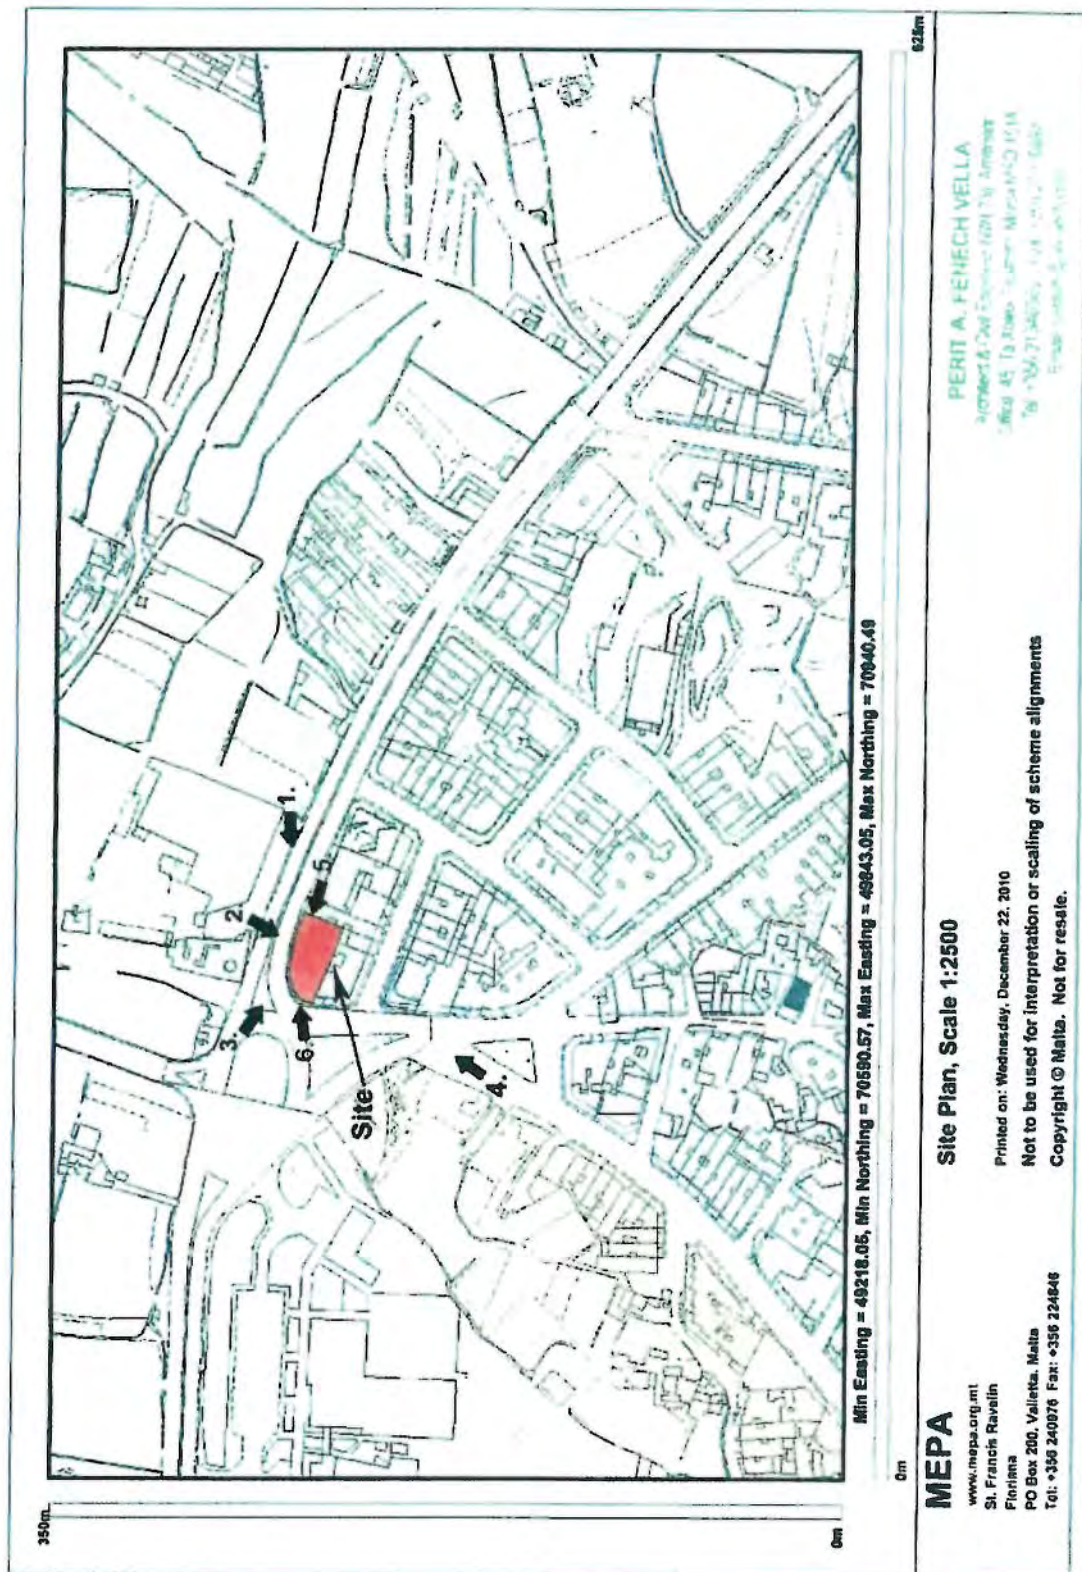 350m
0m
0m
625m
1.
2.
3.
4.
5
6.
Site
Min Easting = 49218.05, Min Northing = 70590.57, Max Easting = 49843.05, Max Northing = 70940.49
MEPA
www.mepa.org.mt
St. Francis Ravelin
Floriana
PO Box 200, Valletta, Malta
Tel: +356 240976 Fax: +356 224846
Site Plan, Scale 1:2500
Printed on: Wednesday, December 22, 2010
Not to be used for interpretation or scaling of scheme alignments
Copyright © Malta. Not for resale.
PERIT A. FENECH VELLA
Architect & Civil Engineer